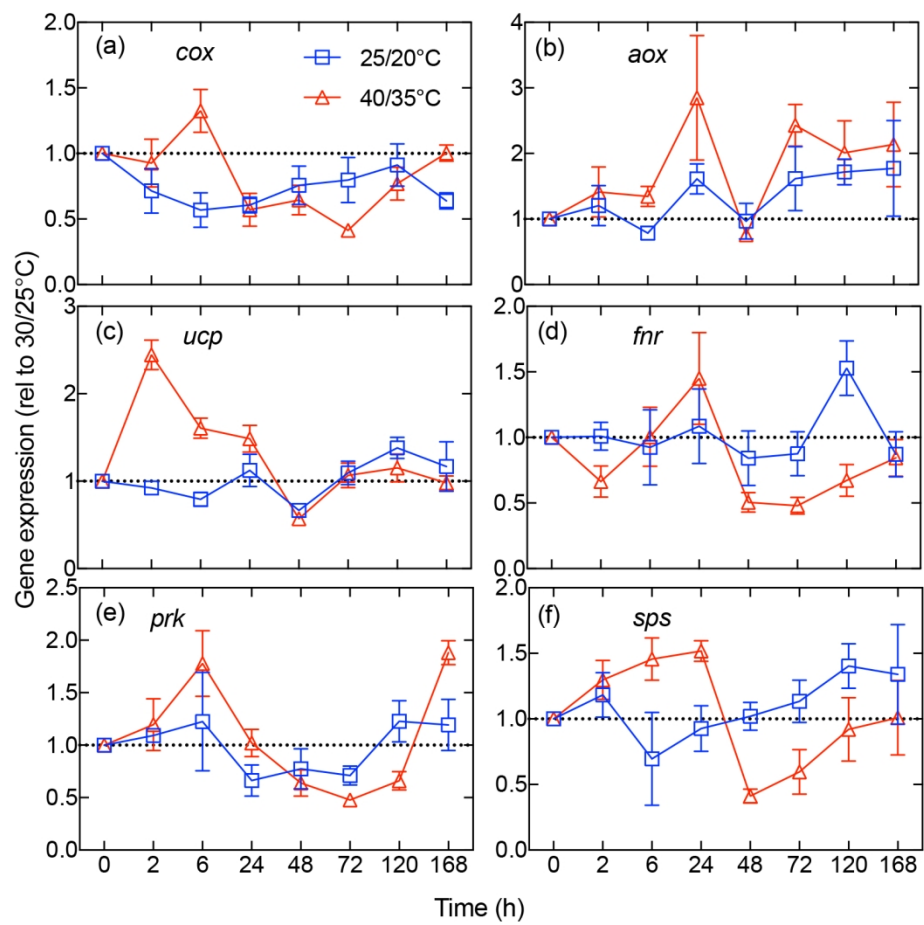 Gene expression (rel to 30/25°C)
(a)
cox
25/20°C
40/35°C
2.0
1.5
1.0
0.5
0.0
(b)
aox
4
3
2
1
0
(c)
ucp
3
2
1
0
(d)
fnr
2.0
1.5
1.0
0.5
0.0
(e)
prk
2.5
2.0
1.5
1.0
0.5
0.0
0 2 6 24 48 72 120 168
(f)
sps
2.0
1.5
1.0
0.5
0.0
0 2 6 24 48 72 120 168
Time (h)